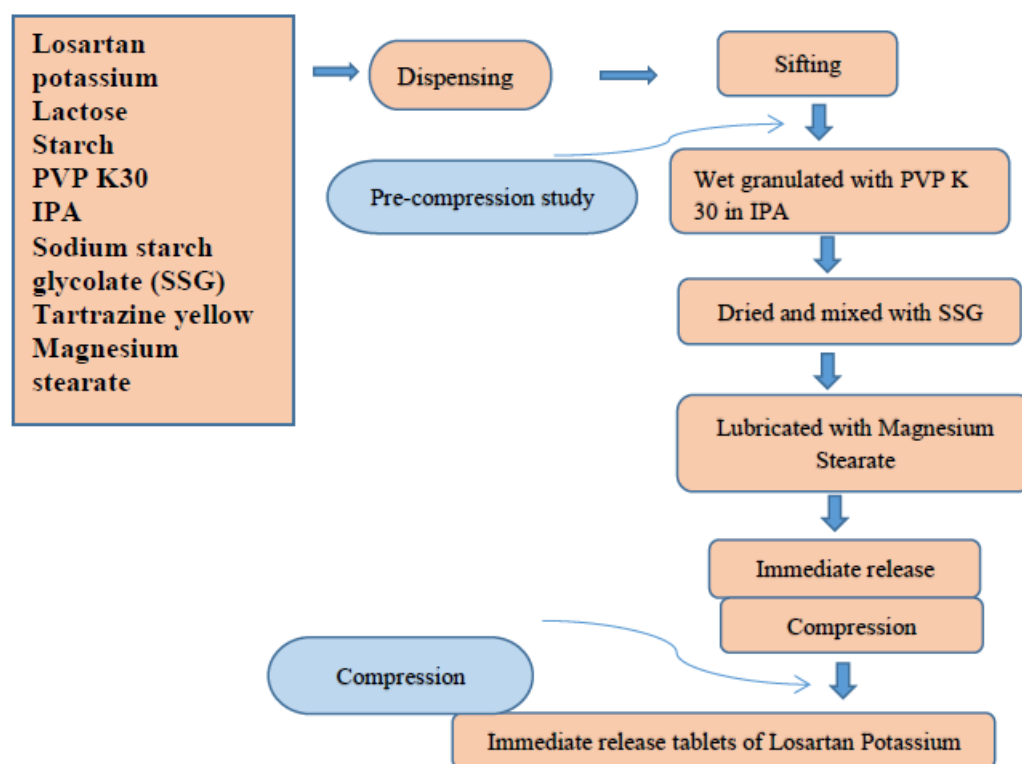 Losartan
potassium
Lactose
Starch
PVP K30
IPA
Sodium starch
glycolate (SSG)
Tartrazine yellow
Magnesium
stearate
Dispensing
Sifting
Pre-compression study
Wet granulated with PVP K
30 in IPA
Dried and mixed with SSG
Lubricated with Magnesium
Stearate
Immediate release
Compression
Compression
Immediate release tablets of Losartan Potassium